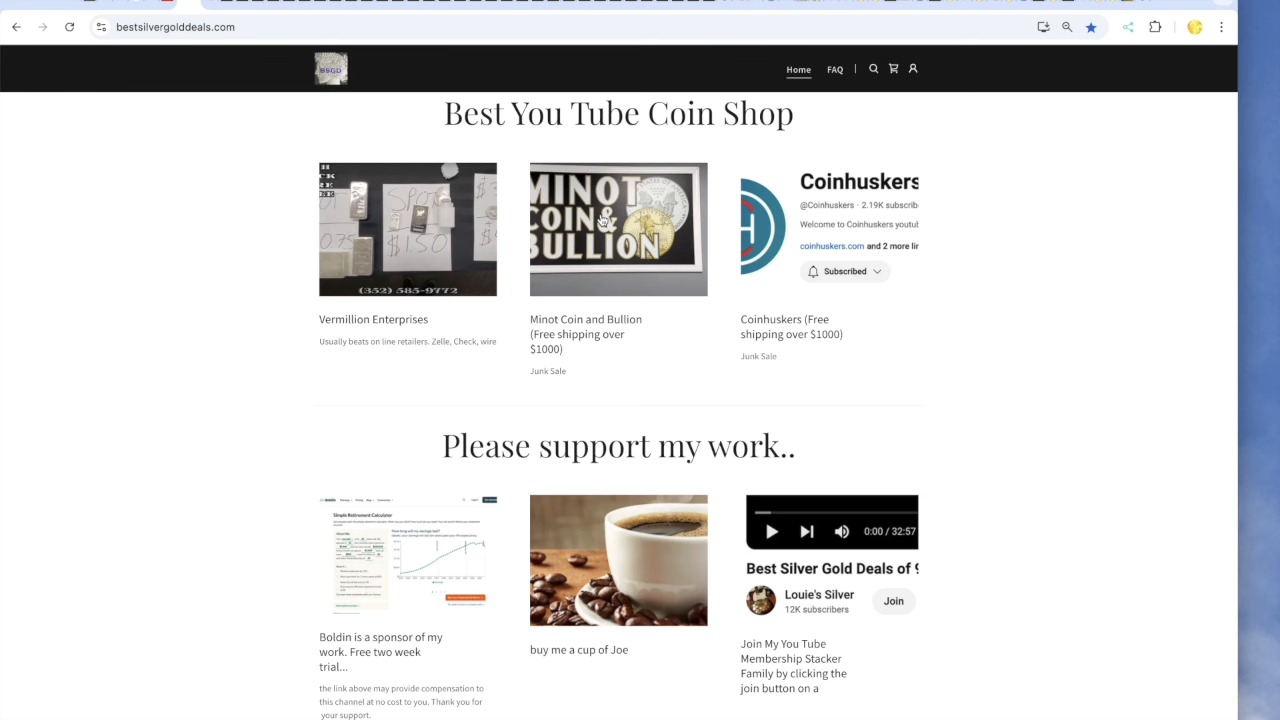 bestsilvergolddeals.com
BSGD
Home
FAQ
Best You Tube Coin Shop
SPOT
$1.50
(352) 585-9772
MINOT
COIN &
BULLION
Coinhuskers
@Coinhuskers · 2.19K subscrib
Welcome to Coinhuskers youtub
coinhuskers.com and 2 more lin
Subscribed
Vermillion Enterprises
Usually beats on line retailers. Zelle, Check, wire
Minot Coin and Bullion
(Free shipping over
$1000)
Junk Sale
Coinhuskers (Free
shipping over $1000)
Junk Sale
Please support my work..
Simple Retirement Calculator
0:00 / 32:57
Best Silver Gold Deals of 9
Louie's Silver
12K subscribers
Join
Boldin is a sponsor of my
work. Free two week
trial...
the link above may provide compensation to
this channel at no cost to you. Thank you for
your support.
buy me a cup of Joe
Join My You Tube
Membership Stacker
Family by clicking the
join button on a